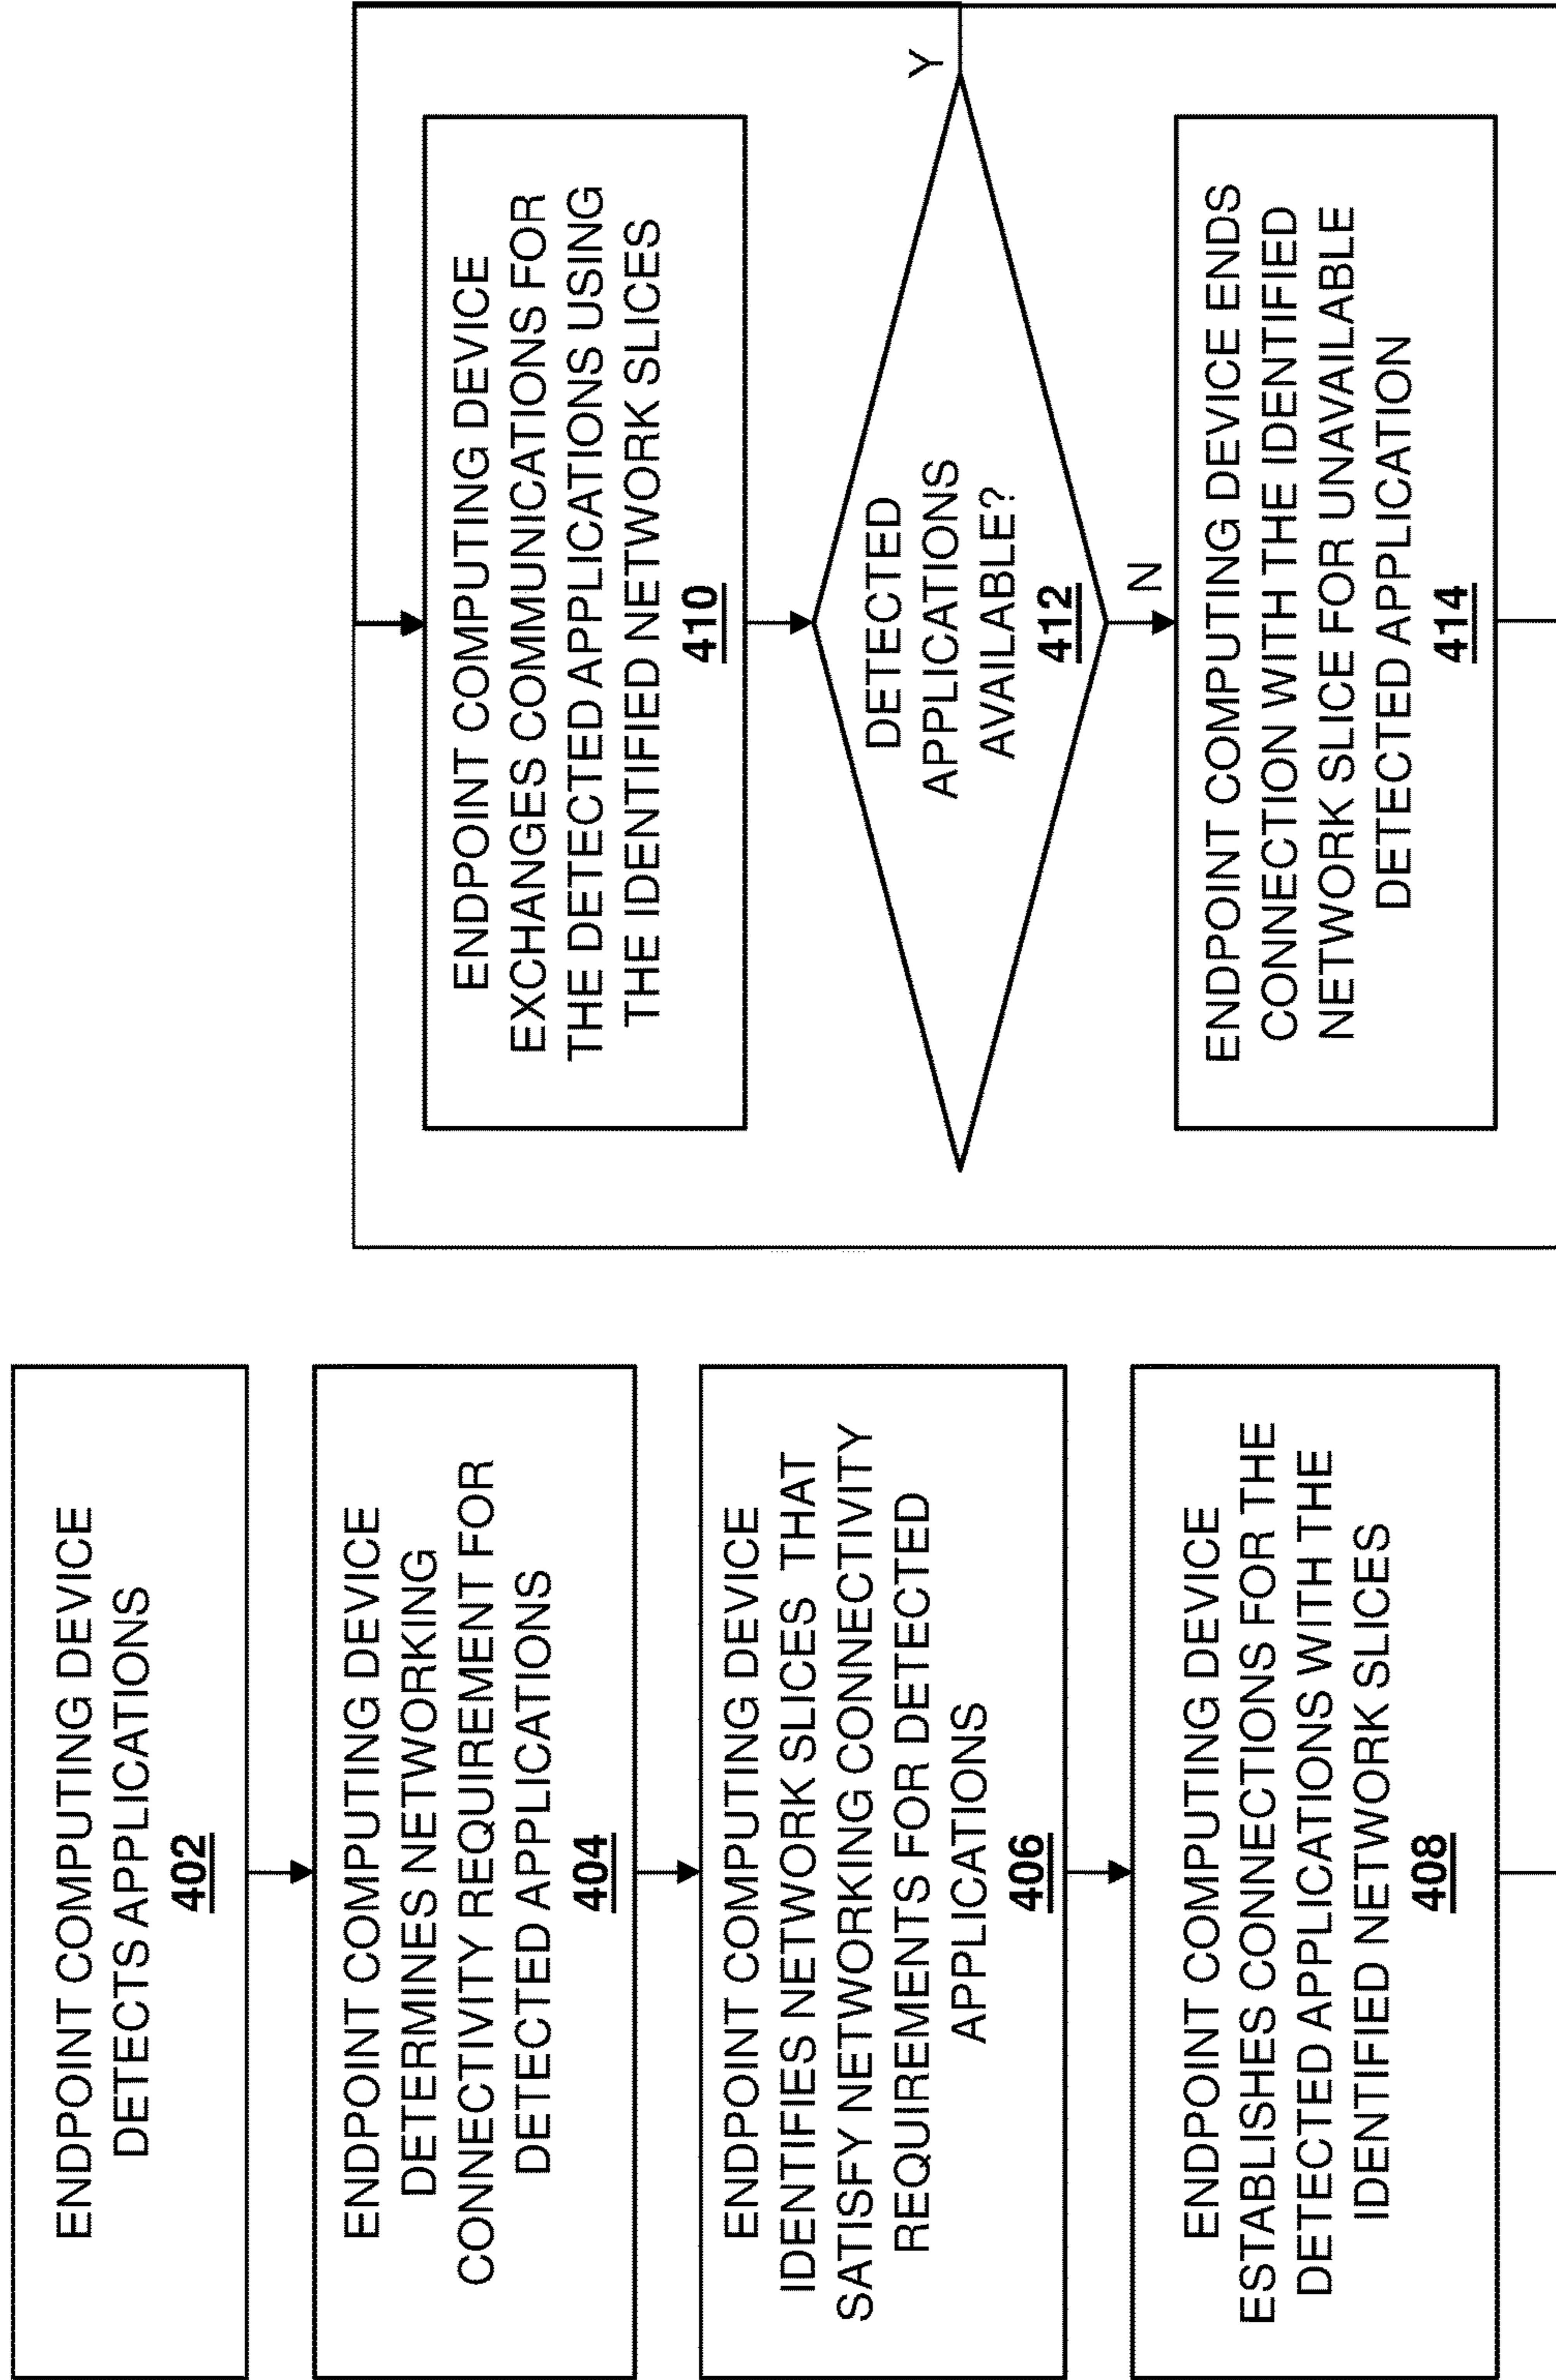 ENDPOINT COMPUTING DEVICE
DETECTS APPLICATIONS
402
ENDPOINT COMPUTING DEVICE
DETERMINES NETWORKING
CONNECTIVITY REQUIREMENT FOR
DETECTED APPLICATIONS
404
ENDPOINT COMPUTING DEVICE
IDENTIFIES NETWORK SLICES THAT
SATISFY NETWORKING CONNECTIVITY
REQUIREMENTS FOR DETECTED
APPLICATIONS
406
ENDPOINT COMPUTING DEVICE
ESTABLISHES CONNECTIONS FOR THE
DETECTED APPLICATIONS WITH THE
IDENTIFIED NETWORK SLICES
408
ENDPOINT COMPUTING DEVICE
EXCHANGES COMMUNICATIONS FOR
THE DETECTED APPLICATIONS USING
THE IDENTIFIED NETWORK SLICES
410
DETECTED
APPLICATIONS
AVAILABLE?
412
Y
N
ENDPOINT COMPUTING DEVICE ENDS
CONNECTION WITH THE IDENTIFIED
NETWORK SLICE FOR UNAVAILABLE
DETECTED APPLICATION
414